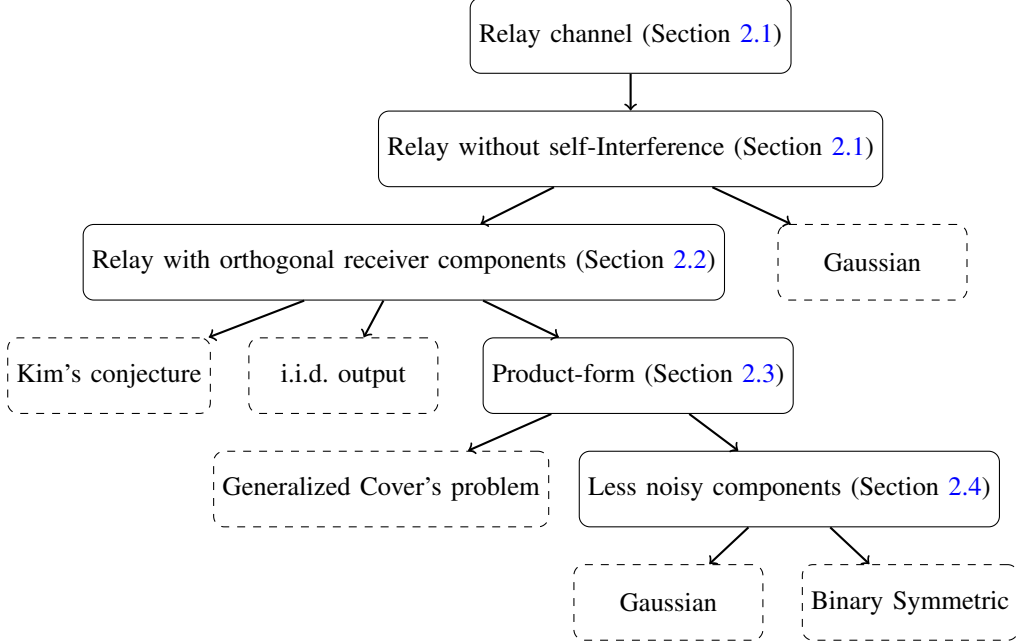 Relay channel (Section 2.1)
Relay without self-Interference (Section 2.1)
Relay with orthogonal receiver components (Section 2.2)
Gaussian
Kim's conjecture
i.i.d. output
Product-form (Section 2.3)
Generalized Cover's problem
Less noisy components (Section 2.4)
Gaussian
Binary Symmetric